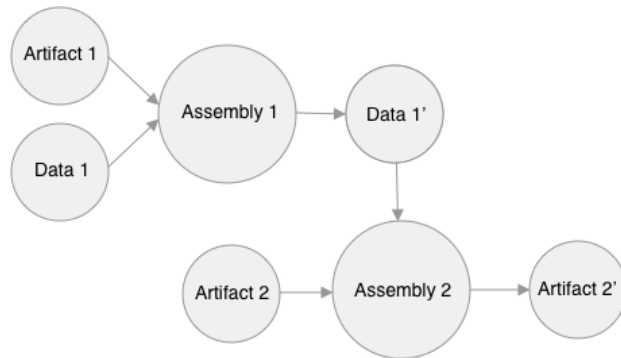 Artifact 1
Assembly 1
Data 1’
Data 1
Artifact 2
Assembly 2
Artifact 2’